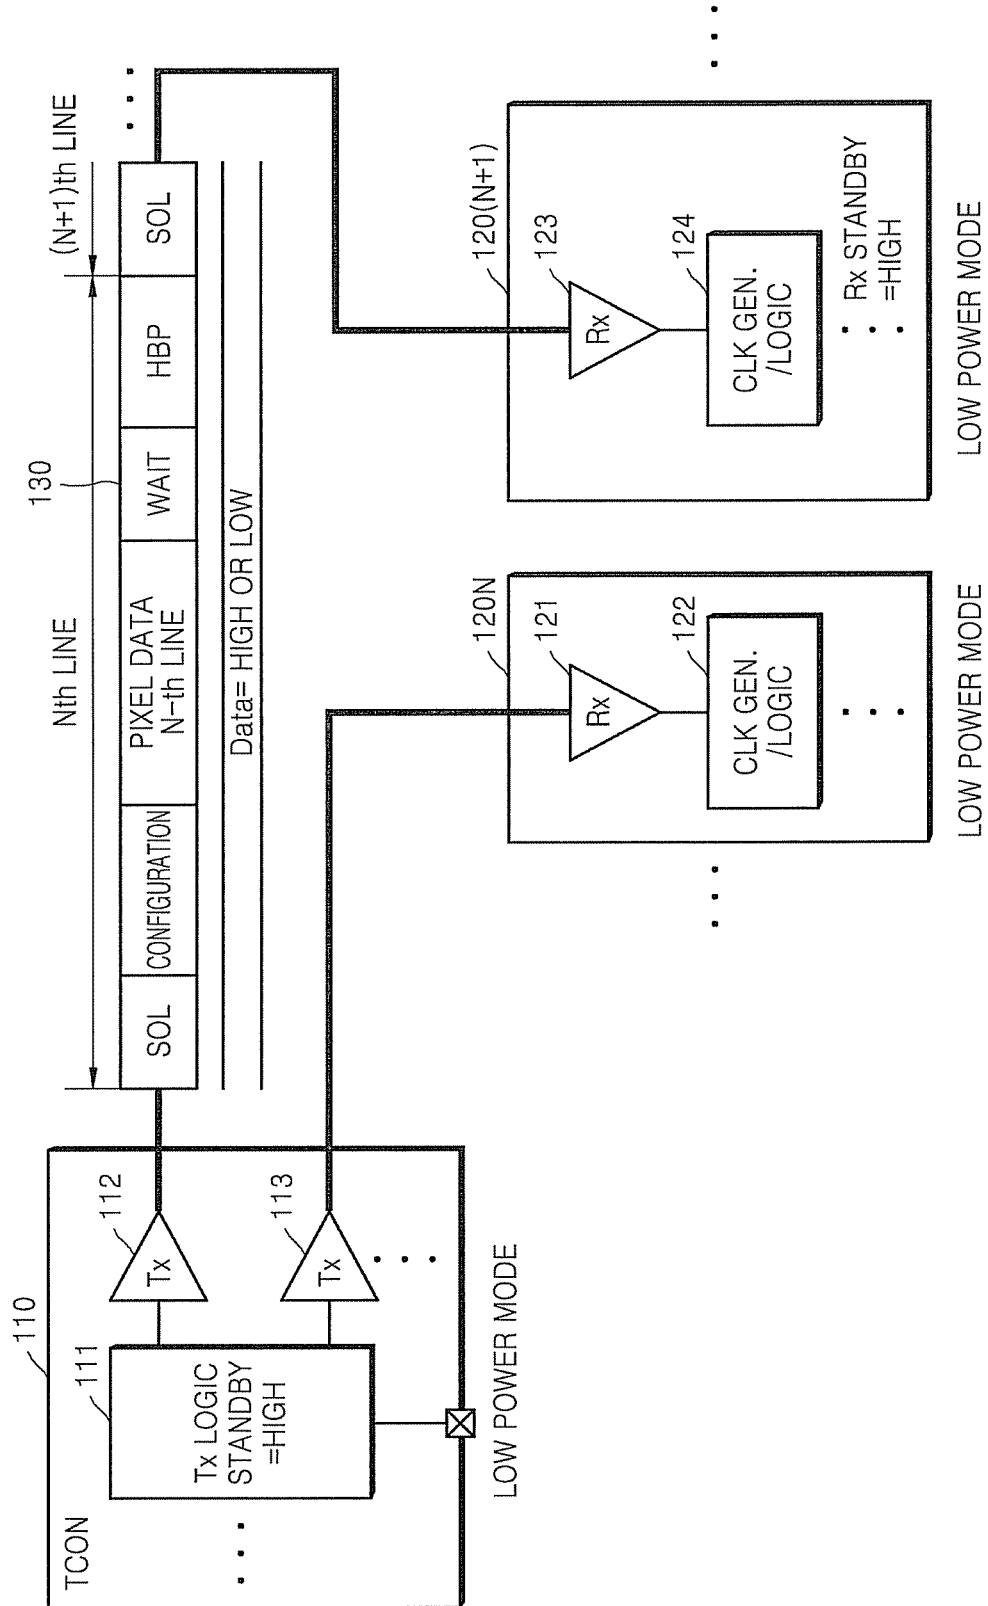 Nth LINE
130
(N+1)th LINE
SOL
CONFIGURATION
PIXEL DATA
N-th LINE
WAIT
HBP
SOL
Data= HIGH OR LOW
110
TCON
111
Tx LOGIC
STANDBY
=HIGH
112
Tx
113
Tx
LOW POWER MODE
120N
121
Rx
122
CLK GEN.
/LOGIC
LOW POWER MODE
120(N+1)
123
Rx
124
CLK GEN.
/LOGIC
Rx STANDBY
=HIGH
LOW POWER MODE